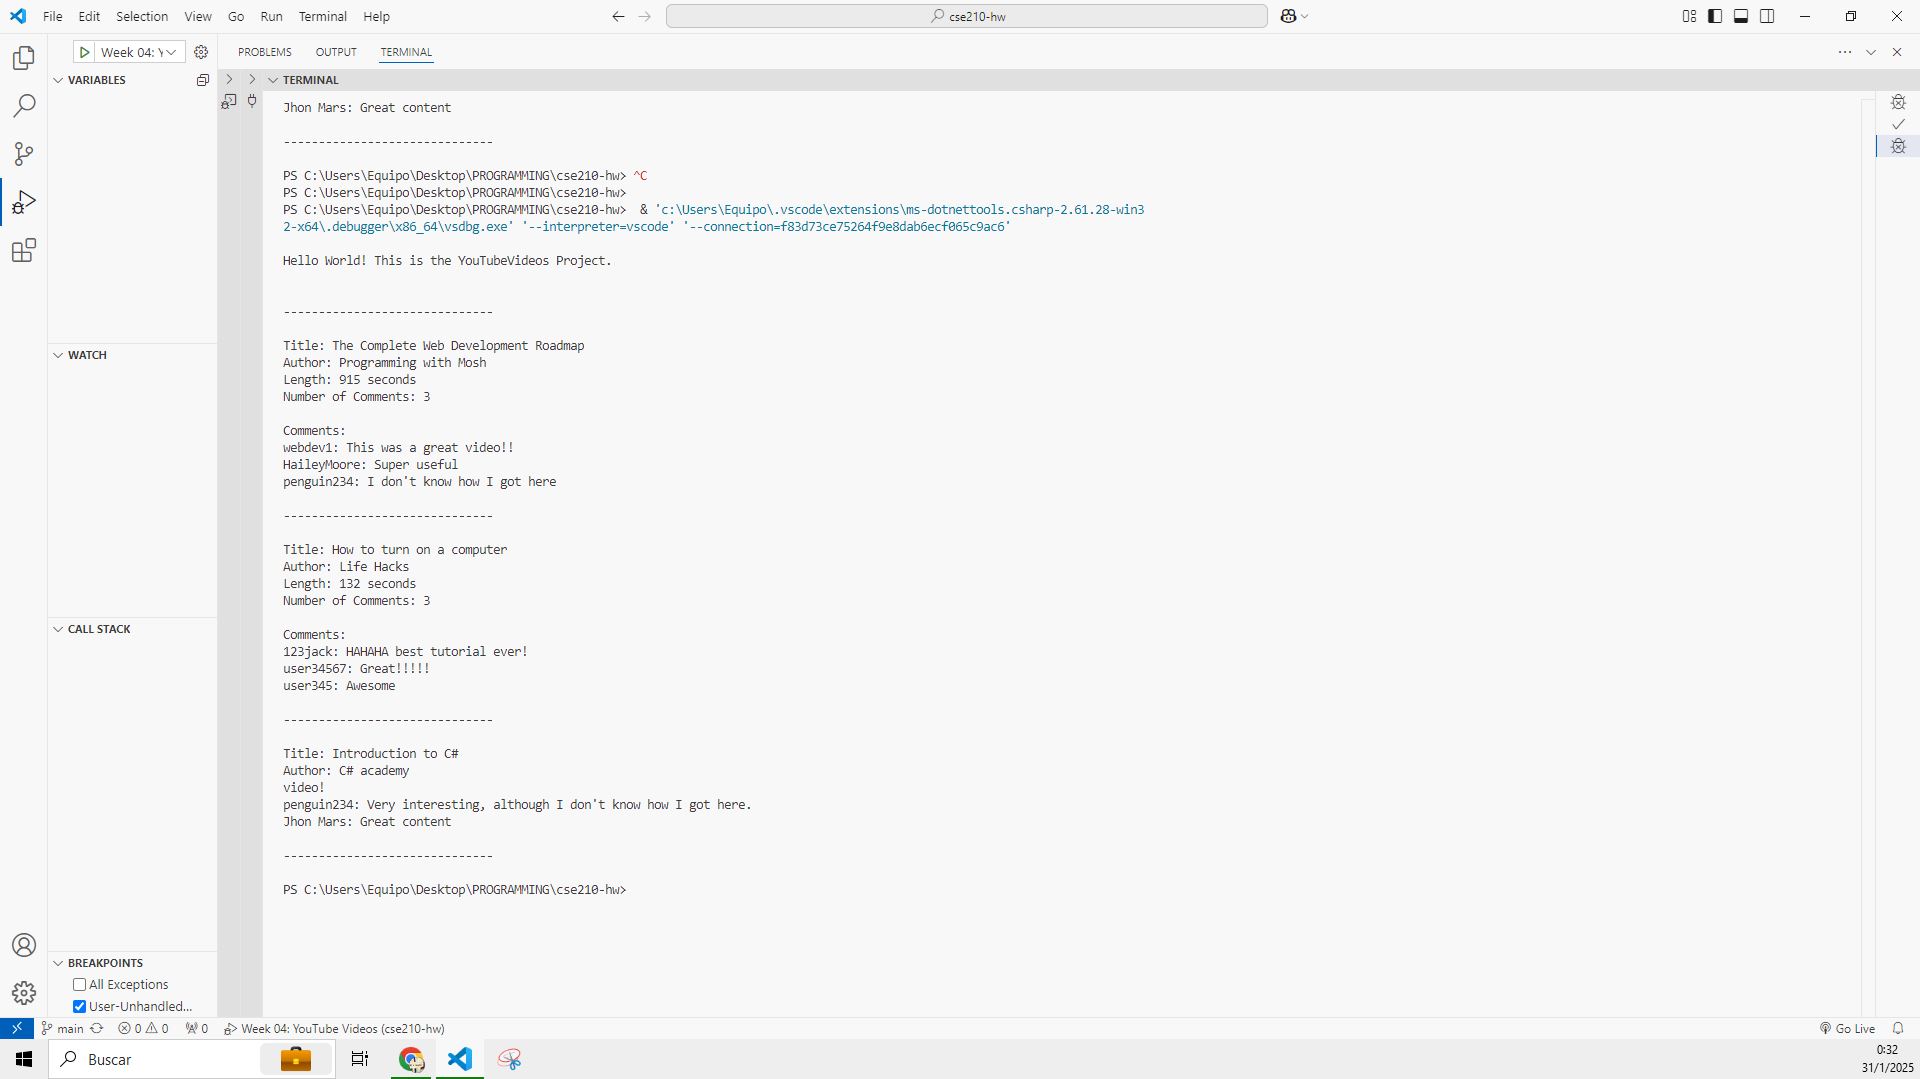 File Edit Selection View Go Run Terminal Help
cse210-hw
Week 04: Y
PROBLEMS OUTPUT TERMINAL
VARIABLES
TERMINAL
Jhon Mars: Great content
------------------------------
PS C:\Users\Equipo\Desktop\PROGRAMMING\cse210-hw> ^C
PS C:\Users\Equipo\Desktop\PROGRAMMING\cse210-hw>
PS C:\Users\Equipo\Desktop\PROGRAMMING\cse210-hw>  & 'c:\Users\Equipo\.vscode\extensions\ms-dotnettools.csharp-2.61.28-win3
2-x64\.debugger\x86_64\vsdbg.exe' '--interpreter=vscode' '--connection=f83d73ce75264f9e8dab6ecf065c9ac6'
Hello World! This is the YouTubeVideos Project.
------------------------------
Title: The Complete Web Development Roadmap
WATCH
Author: Programming with Mosh
Length: 915 seconds
Number of Comments: 3
Comments:
webdev1: This was a great video!!
HaileyMoore: Super useful
penguin234: I don't know how I got here
------------------------------
Title: How to turn on a computer
Author: Life Hacks
Length: 132 seconds
Number of Comments: 3
CALL STACK
Comments:
123jack: HAHAHA best tutorial ever!
user34567: Great!!!!!
user345: Awesome
------------------------------
Title: Introduction to C#
Author: C# academy
video!
penguin234: Very interesting, although I don't know how I got here.
Jhon Mars: Great content
------------------------------
PS C:\Users\Equipo\Desktop\PROGRAMMING\cse210-hw>
BREAKPOINTS
All Exceptions
User-Unhandled...
main 0 0 0 Week 04: YouTube Videos (cse210-hw) Go Live
Buscar
0:32
31/1/2025